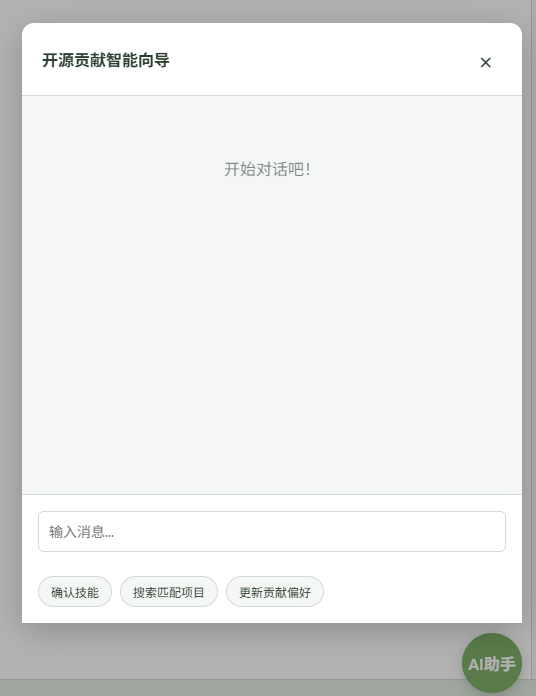 开源贡献智能向导
×
开始对话吧！
输入消息...
确认技能
搜索匹配项目
更新贡献偏好
AI助手